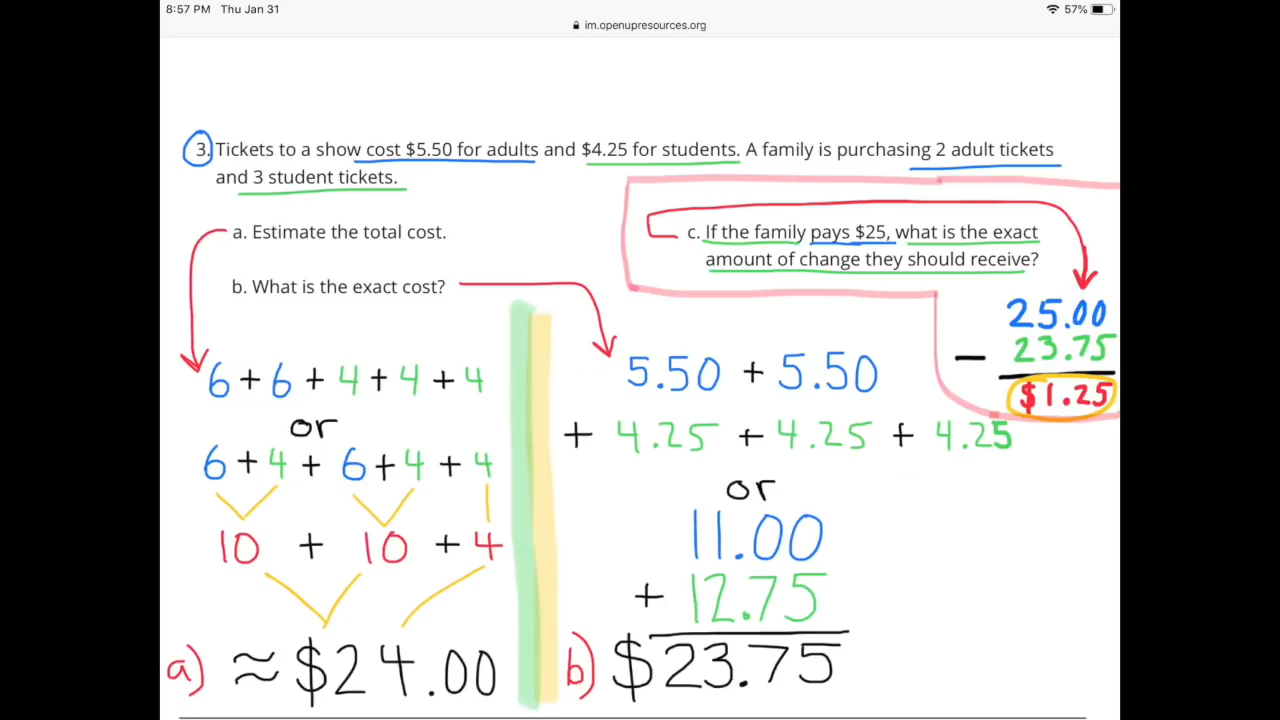 8:57 PM Thu Jan 31
57%
im.openupresources.org
3. Tickets to a show cost $5.50 for adults and $4.25 for students. A family is purchasing 2 adult tickets
and 3 student tickets.
a. Estimate the total cost.
b. What is the exact cost?
c. If the family pays $25, what is the exact
amount of change they should receive?
25.00
− 23.75
$1.25
6 + 6 + 4 + 4 + 4
or
6 + 4 + 6 + 4 + 4
10 + 10 + 4
a) ≈ $24.00
5.50 + 5.50
+ 4.25 + 4.25 + 4.25
or
11.00
+ 12.75
b) $23.75